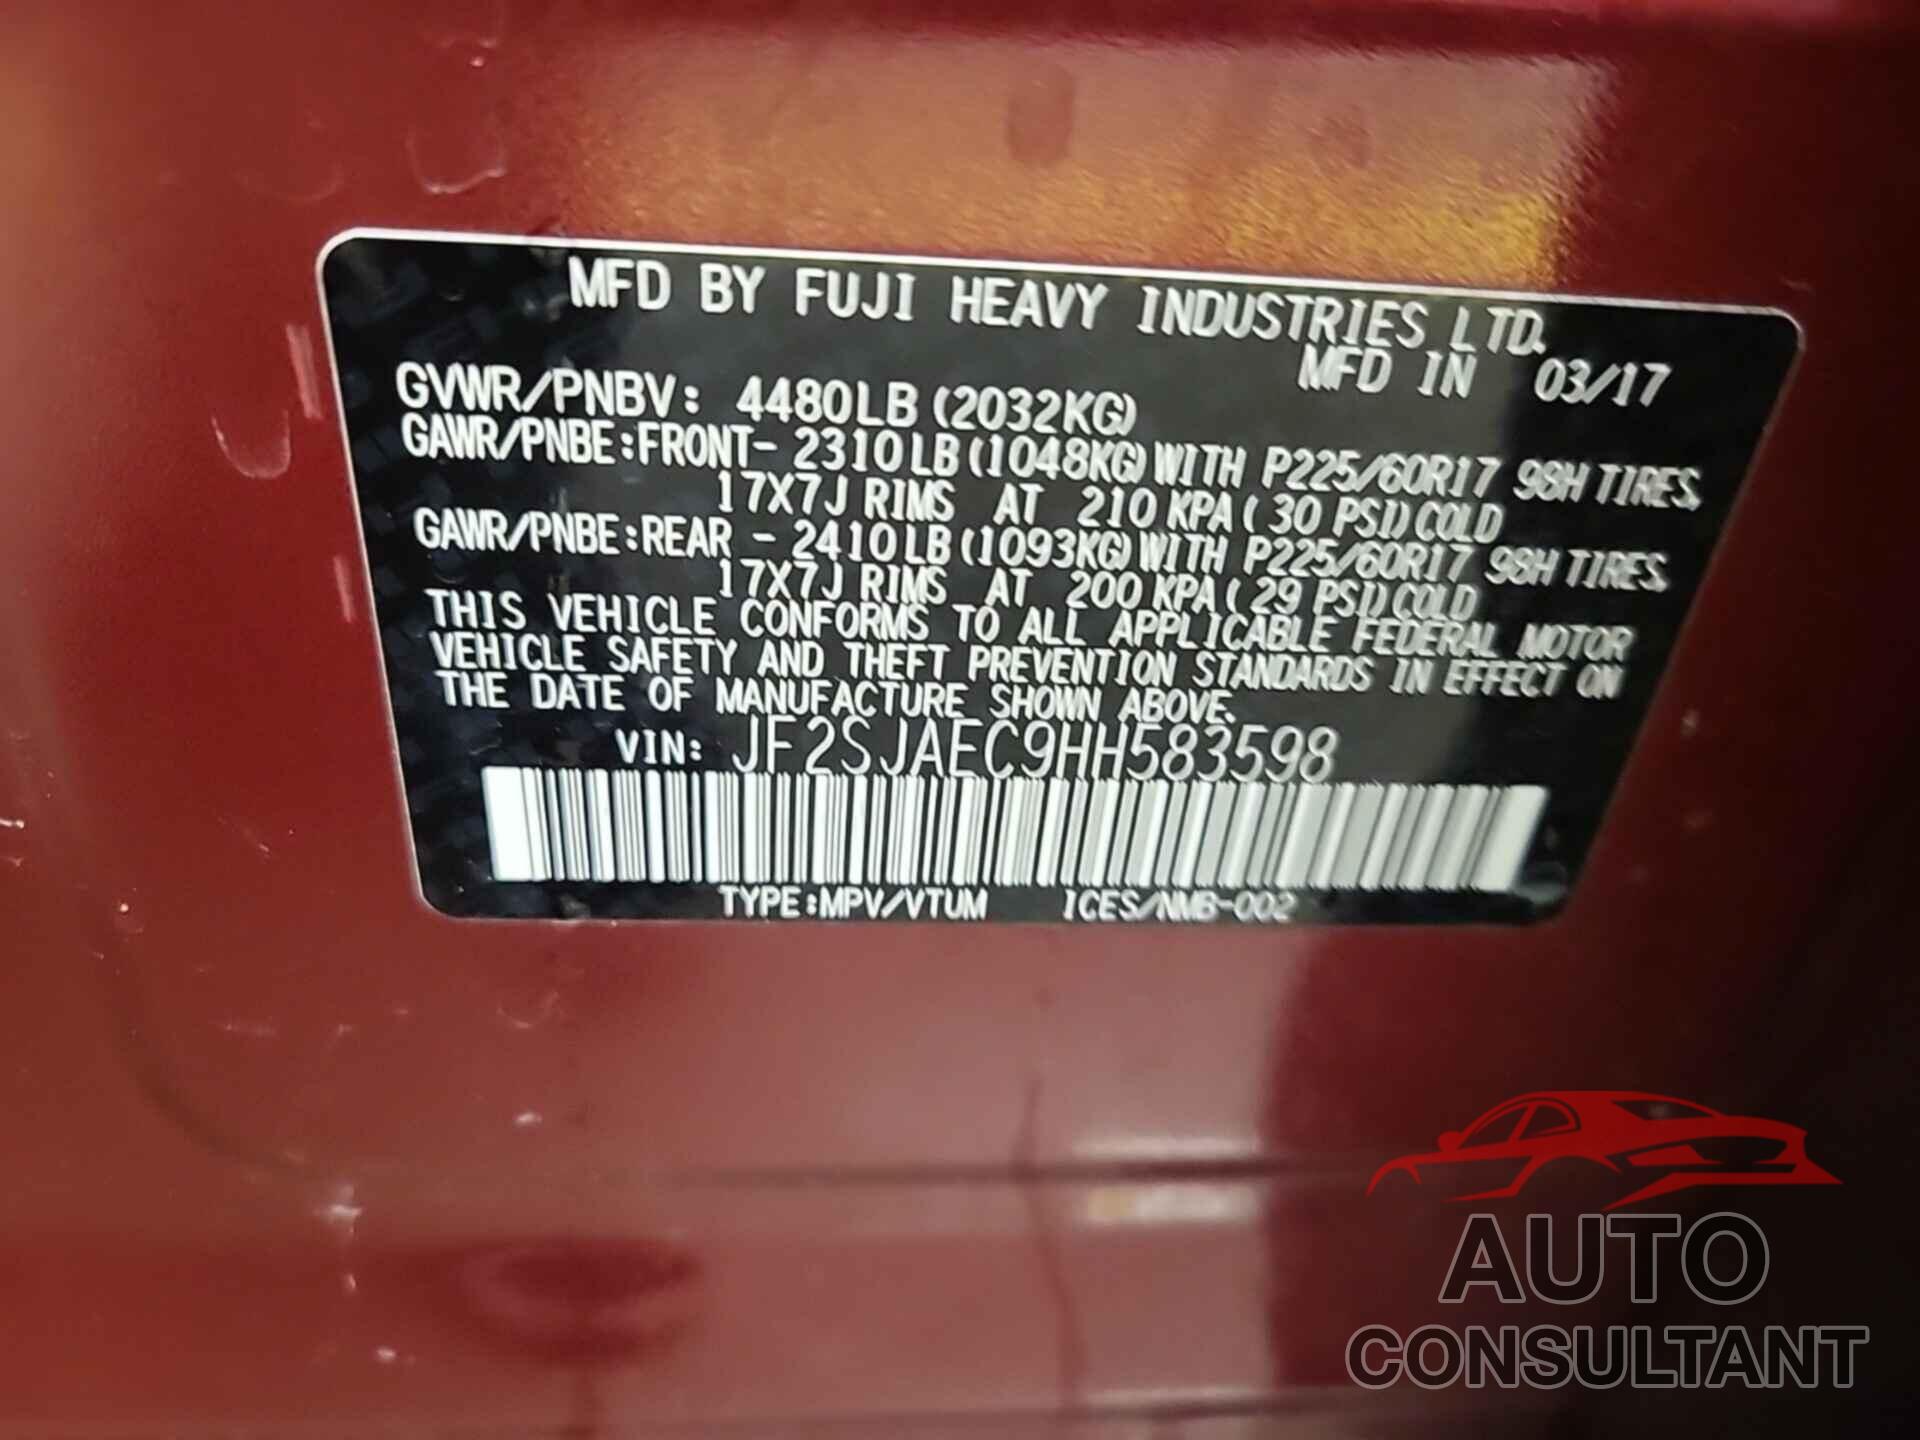 MFD BY FUJI HEAVY INDUSTRIES LTD.
MFD IN 03/17
GVWR/PNBV: 4480LB (2032KG)
GAWR/PNBE:FRONT- 2310LB (1048KG) WITH P225/60R17 98H TIRES,
17X7J RIMS AT 210 KPA ( 30 PSI) COLD
GAWR/PNBE:REAR - 2410LB (1093KG) WITH P225/60R17 98H TIRES,
17X7J RIMS AT 200 KPA ( 29 PSI) COLD
THIS VEHICLE CONFORMS TO ALL APPLICABLE FEDERAL MOTOR
VEHICLE SAFETY AND THEFT PREVENTION STANDARDS IN EFFECT ON
THE DATE OF MANUFACTURE SHOWN ABOVE.
VIN: JF2SJAEC9HH583598
TYPE:MPV/VTUM ICES/NMB-002
AUTO
CONSULTANT